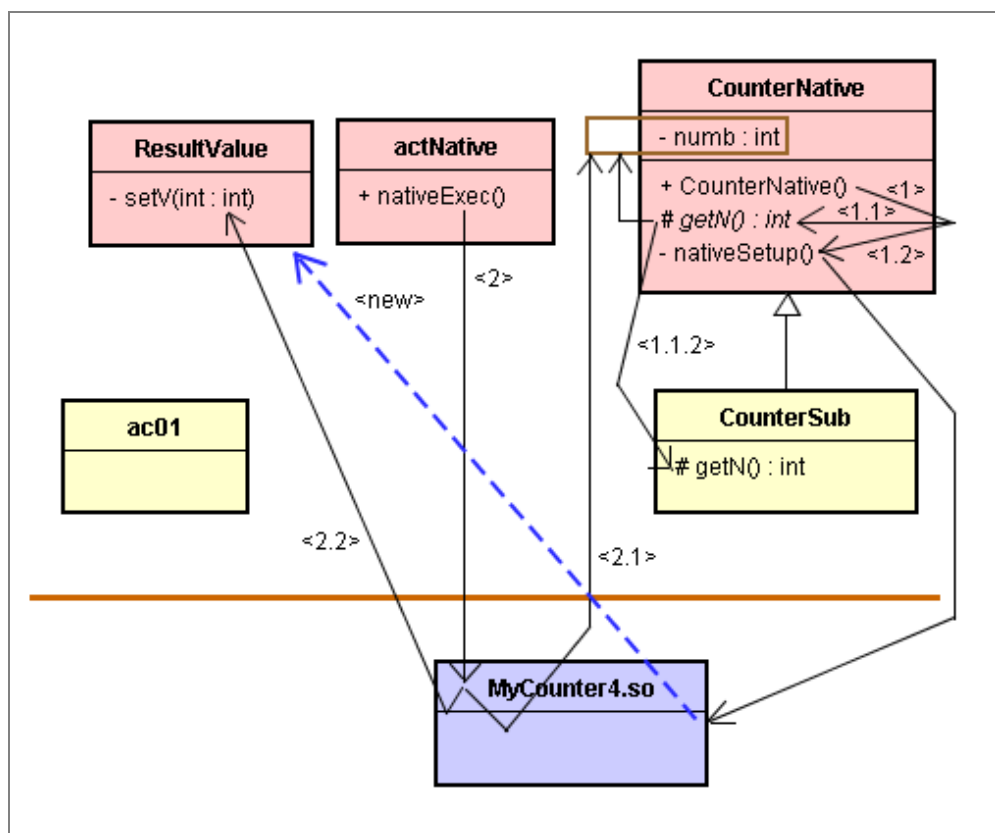 CounterNative
- numb : int
+ CounterNative()
# getN() : int
- nativeSetup()
<1>
<1.1>
<1.2>
ResultValue
- setV(int : int)
actNative
+ nativeExec()
<2>
<new>
<1.1.2>
ac01
CounterSub
# getN() : int
<2.2>
<2.1>
MyCounter4.so